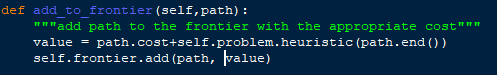 def add_to_frontier(self,path):
    """add path to the frontier with the appropriate cost"""
    value = path.cost+self.problem.heuristic(path.end())
    self.frontier.add(path, value)